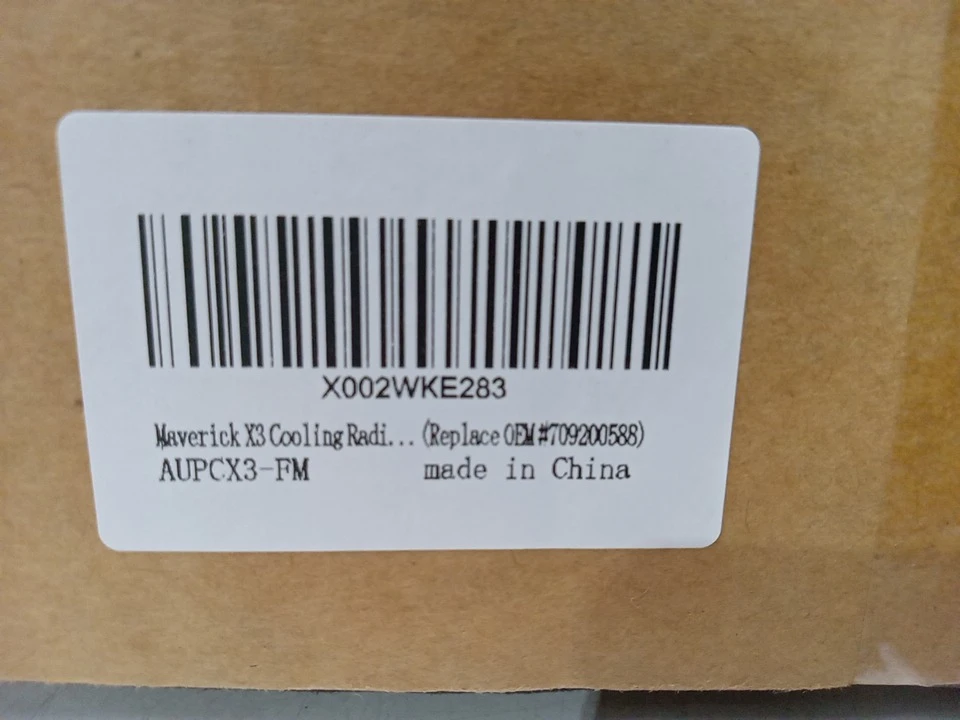 X002WKE283
Maverick X3 Cooling Radi... (Replace OEM#709200588)
AUPCX3-FM made in China